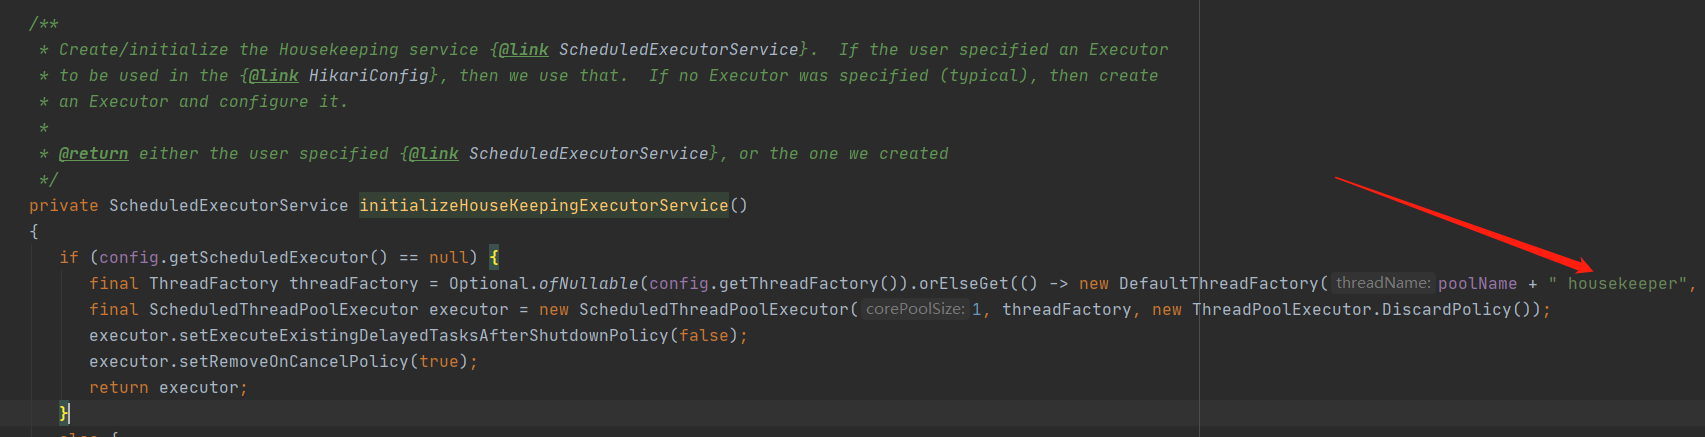 /**
 * Create/initialize the Housekeeping service {@link ScheduledExecutorService}.  If the user specified an Executor
 * to be used in the {@link HikariConfig}, then we use that.  If no Executor was specified (typical), then create
 * an Executor and configure it.
 *
 * @return either the user specified {@link ScheduledExecutorService}, or the one we created
 */
private ScheduledExecutorService initializeHouseKeepingExecutorService()
{
   if (config.getScheduledExecutor() == null) {
      final ThreadFactory threadFactory = Optional.ofNullable(config.getThreadFactory()).orElseGet(() -> new DefaultThreadFactory( threadName: poolName + " housekeeper",
      final ScheduledThreadPoolExecutor executor = new ScheduledThreadPoolExecutor( corePoolSize: 1, threadFactory, new ThreadPoolExecutor.DiscardPolicy());
      executor.setExecuteExistingDelayedTasksAfterShutdownPolicy(false);
      executor.setRemoveOnCancelPolicy(true);
      return executor;
   }
   else {